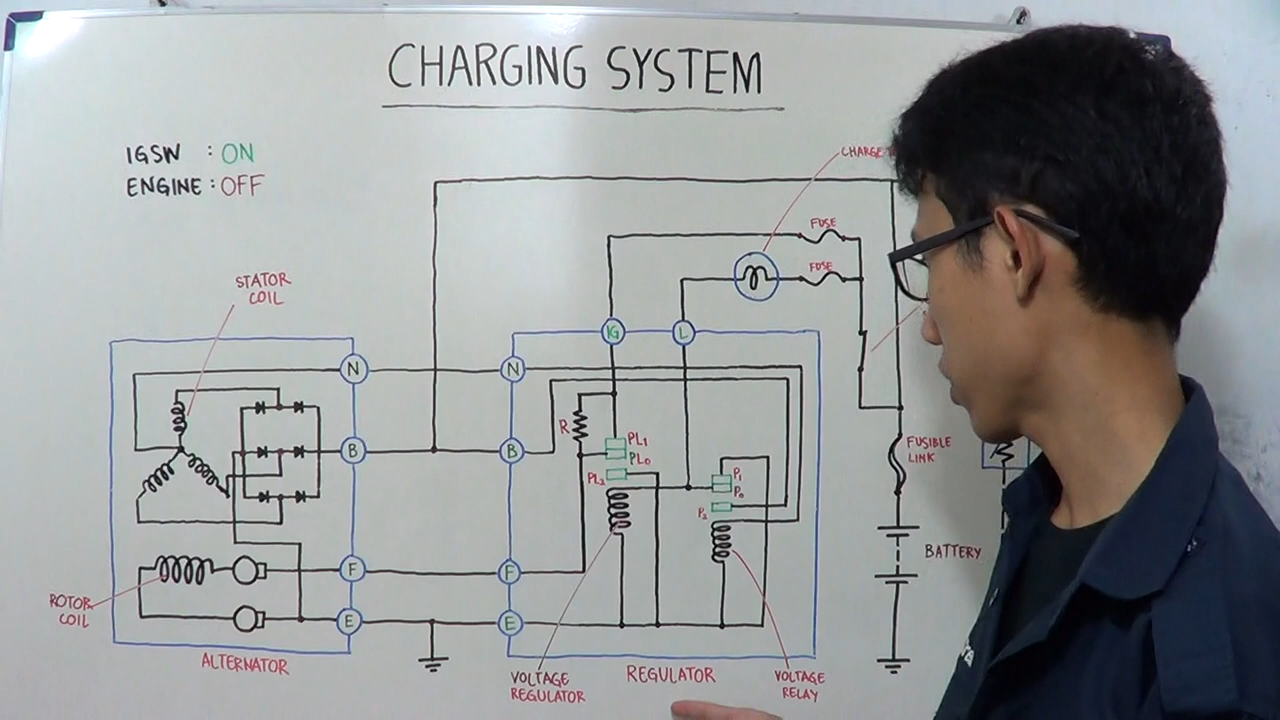 CHARGING SYSTEM
IGSW : ON
ENGINE : OFF
CHARGE
FUSE
FUSE
STATOR
COIL
IG
L
N
N
R
PL1
PL0
PL2
B
B
P1
P0
P2
FUSIBLE
LINK
BATTERY
F
F
ROTOR
COIL
E
E
ALTERNATOR
VOLTAGE
REGULATOR
REGULATOR
VOLTAGE
RELAY